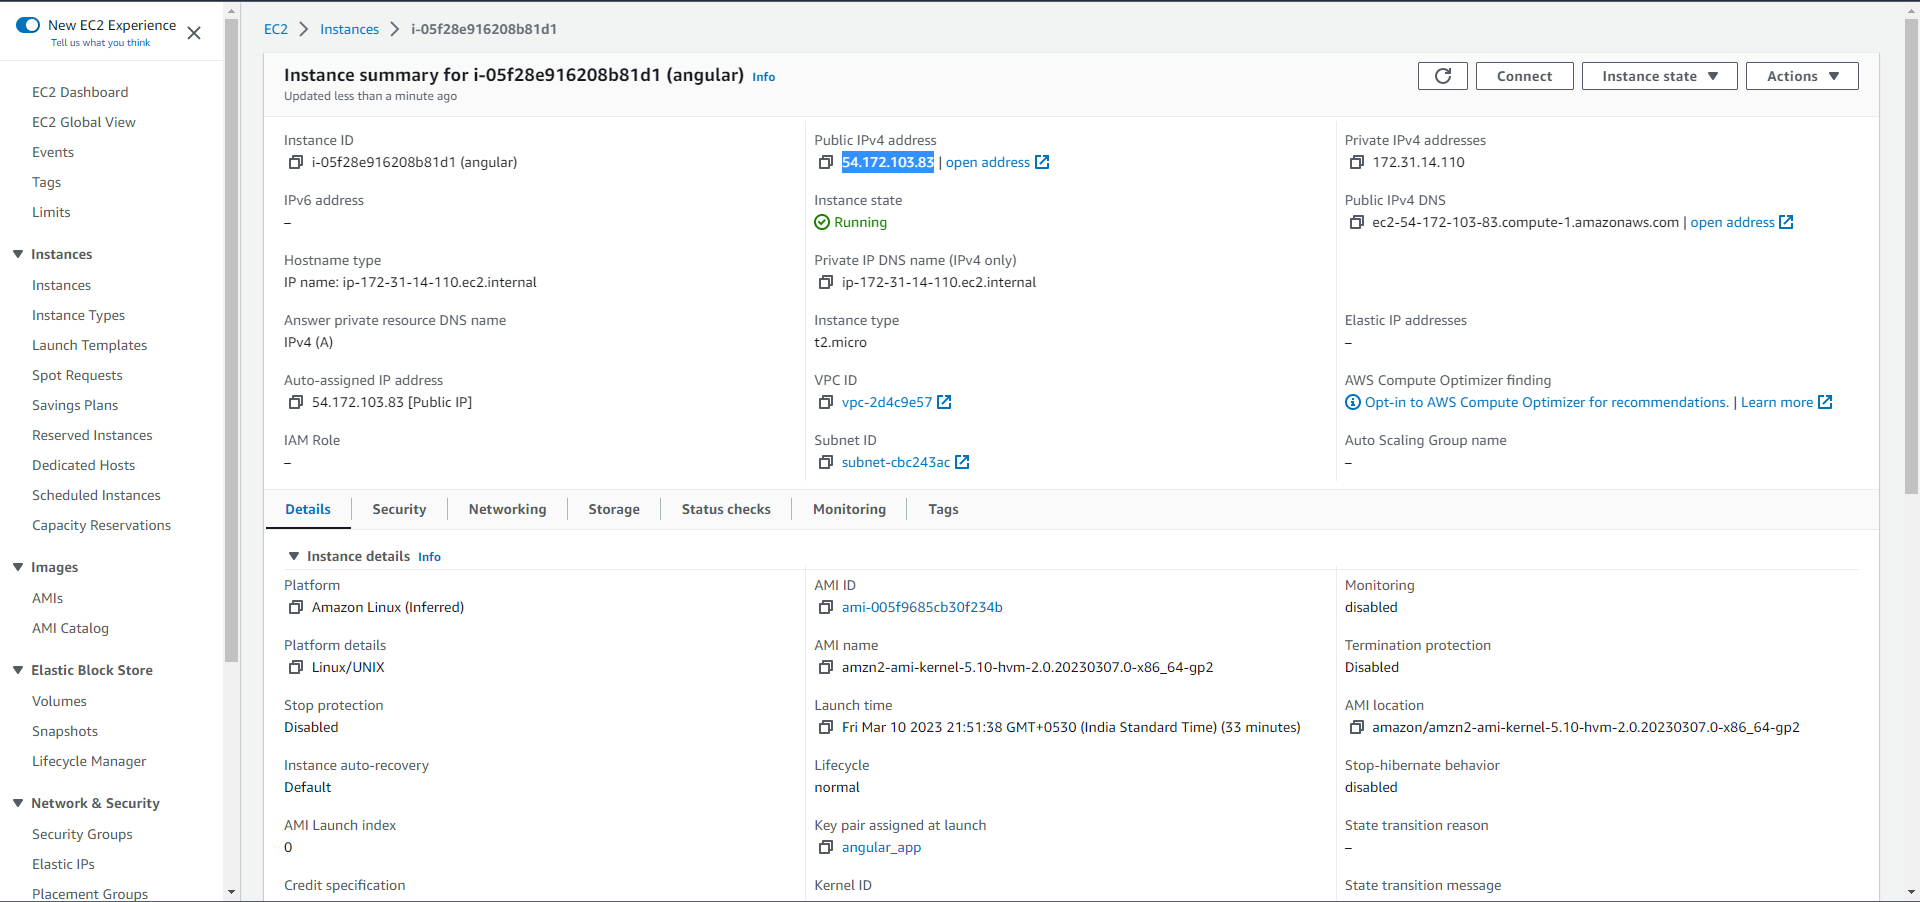 New EC2 Experience
Tell us what you think
EC2 Dashboard
EC2 Global View
Events
Tags
Limits
Instances
Instances
Instance Types
Launch Templates
Spot Requests
Savings Plans
Reserved Instances
Dedicated Hosts
Scheduled Instances
Capacity Reservations
Images
AMIs
AMI Catalog
Elastic Block Store
Volumes
Snapshots
Lifecycle Manager
Network & Security
Security Groups
Elastic IPs
Placement Groups
EC2 > Instances > i-05f28e916208b81d1
Instance summary for i-05f28e916208b81d1 (angular) Info
Updated less than a minute ago
Connect
Instance state
Actions
Instance ID
i-05f28e916208b81d1 (angular)
Public IPv4 address
54.172.103.83 | open address
Private IPv4 addresses
172.31.14.110
IPv6 address
–
Instance state
Running
Public IPv4 DNS
ec2-54-172-103-83.compute-1.amazonaws.com | open address
Hostname type
IP name: ip-172-31-14-110.ec2.internal
Private IP DNS name (IPv4 only)
ip-172-31-14-110.ec2.internal
Answer private resource DNS name
IPv4 (A)
Instance type
t2.micro
Elastic IP addresses
–
Auto-assigned IP address
54.172.103.83 [Public IP]
VPC ID
vpc-2d4c9e57
AWS Compute Optimizer finding
Opt-in to AWS Compute Optimizer for recommendations. | Learn more
IAM Role
–
Subnet ID
subnet-cbc243ac
Auto Scaling Group name
–
Details
Security
Networking
Storage
Status checks
Monitoring
Tags
Instance details Info
Platform
Amazon Linux (Inferred)
AMI ID
ami-005f9685cb30f234b
Monitoring
disabled
Platform details
Linux/UNIX
AMI name
amzn2-ami-kernel-5.10-hvm-2.0.20230307.0-x86_64-gp2
Termination protection
Disabled
Stop protection
Disabled
Launch time
Fri Mar 10 2023 21:51:38 GMT+0530 (India Standard Time) (33 minutes)
AMI location
amazon/amzn2-ami-kernel-5.10-hvm-2.0.20230307.0-x86_64-gp2
Instance auto-recovery
Default
Lifecycle
normal
Stop-hibernate behavior
disabled
AMI Launch index
0
Key pair assigned at launch
angular_app
State transition reason
–
Credit specification
Kernel ID
State transition message